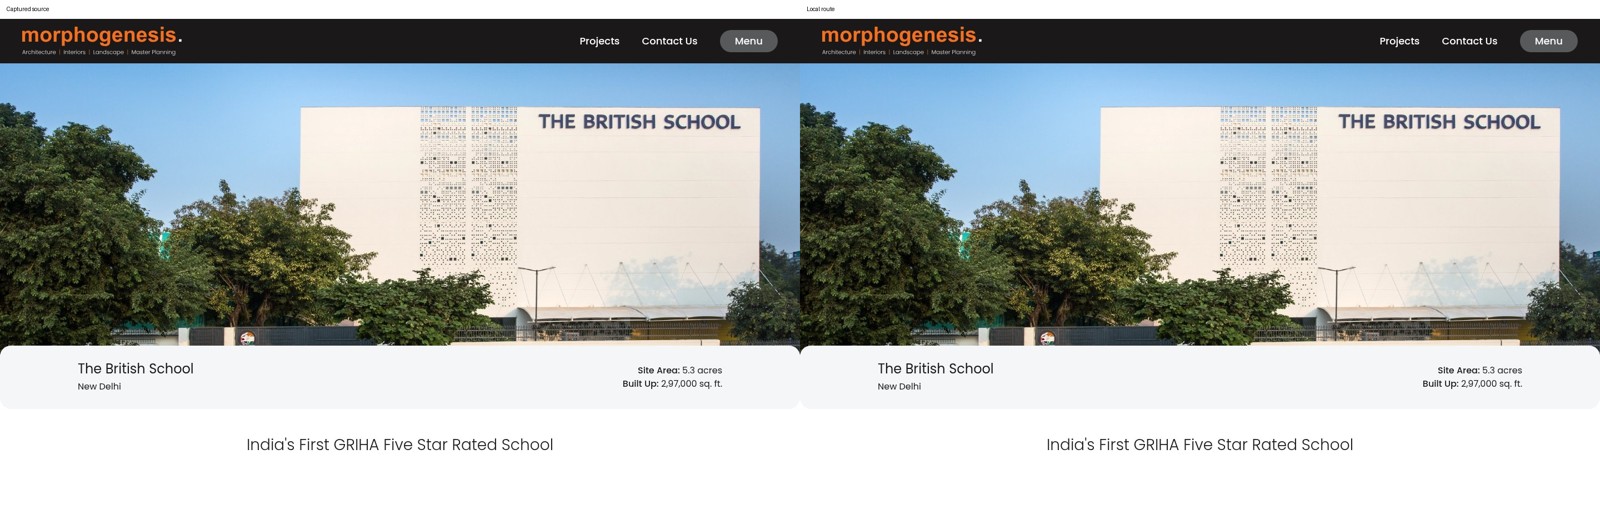 Captured source
morphogenesis.
Architecture | Interiors | Landscape | Master Planning
Projects
Contact Us
Menu
THE BRITISH SCHOOL
The British School
New Delhi
Site Area: 5.3 acres
Built Up: 2,97,000 sq. ft.
India's First GRIHA Five Star Rated School
Local route
morphogenesis.
Architecture | Interiors | Landscape | Master Planning
Projects
Contact Us
Menu
THE BRITISH SCHOOL
The British School
New Delhi
Site Area: 5.3 acres
Built Up: 2,97,000 sq. ft.
India's First GRIHA Five Star Rated School